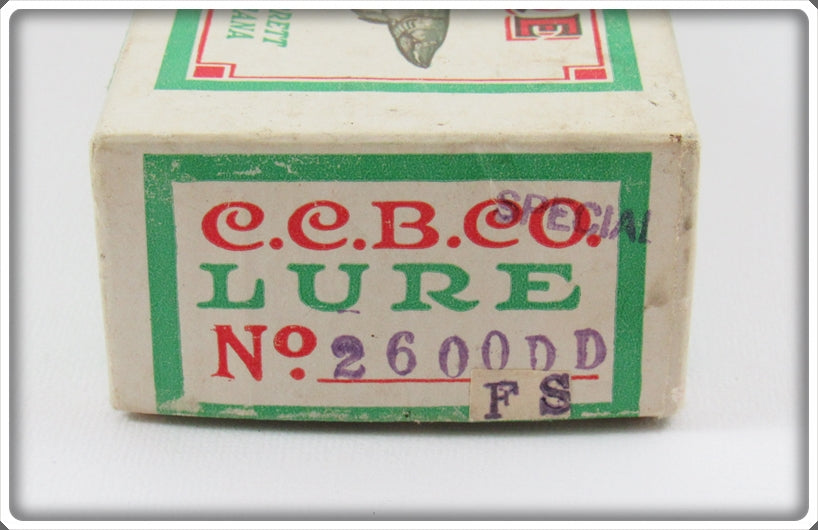 C.C.B.CO.
SPECIAL
LURE
No. 2600DD
FS